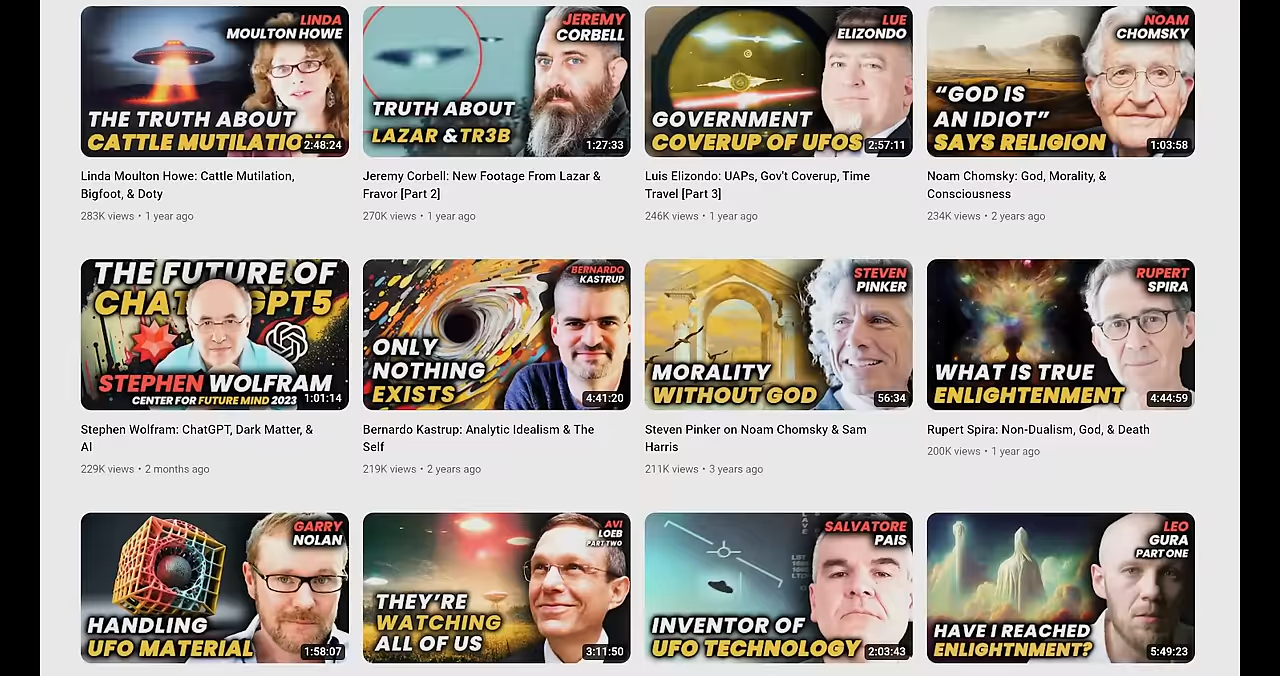 LINDA
MOULTON HOWE
THE TRUTH ABOUT
CATTLE MUTILATIONS
2:48:24
JEREMY
CORBELL
TRUTH ABOUT
LAZAR & TR3B
1:27:33
LUE
ELIZONDO
GOVERNMENT
COVERUP OF UFOS
2:57:11
NOAM
CHOMSKY
“GOD IS
AN IDIOT”
SAYS RELIGION
1:03:58
Linda Moulton Howe: Cattle Mutilation,
Bigfoot, & Doty
283K views • 1 year ago
Jeremy Corbell: New Footage From Lazar &
Fravor [Part 2]
270K views • 1 year ago
Luis Elizondo: UAPs, Gov't Coverup, Time
Travel [Part 3]
246K views • 1 year ago
Noam Chomsky: God, Morality, &
Consciousness
234K views • 2 years ago
THE FUTURE OF
CHATGPT5
STEPHEN WOLFRAM
CENTER FOR FUTURE MIND 2023
1:01:14
BERNARDO
KASTRUP
ONLY
NOTHING
EXISTS
4:41:20
STEVEN
PINKER
MORALITY
WITHOUT GOD
56:34
RUPERT
SPIRA
WHAT IS TRUE
ENLIGHTENMENT
4:44:59
Stephen Wolfram: ChatGPT, Dark Matter, &
AI
229K views • 2 months ago
Bernardo Kastrup: Analytic Idealism & The
Self
219K views • 2 years ago
Steven Pinker on Noam Chomsky & Sam
Harris
211K views • 3 years ago
Rupert Spira: Non-Dualism, God, & Death
200K views • 1 year ago
GARRY
NOLAN
HANDLING
UFO MATERIAL
1:58:07
AVI
LOEB
PART TWO
THEY'RE
WATCHING
ALL OF US
3:11:50
SALVATORE
PAIS
INVENTOR OF
UFO TECHNOLOGY
2:03:43
LEO
GURA
PART ONE
HAVE I REACHED
ENLIGHTNMENT?
5:49:23